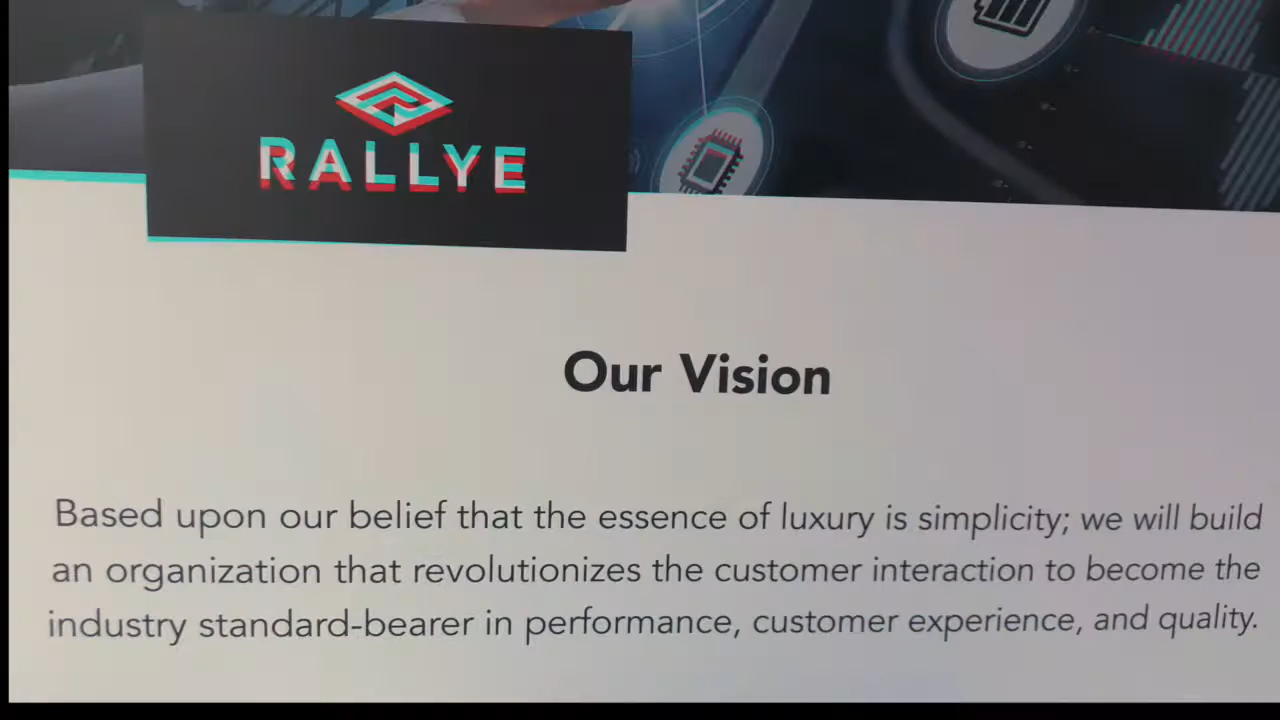 RALLYE
Our Vision
Based upon our belief that the essence of luxury is simplicity; we will build
an organization that revolutionizes the customer interaction to become the
industry standard-bearer in performance, customer experience, and quality.